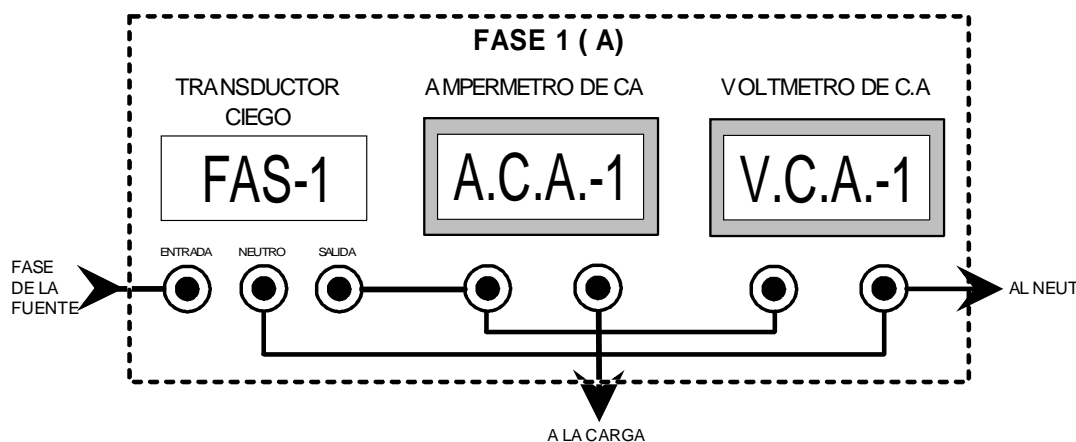 FASE 1 ( A)
TRANSDUCTOR
CIEGO
AMPERMETRO DE CA
VOLTMETRO DE C.A
FAS-1
A.C.A.-1
V.C.A.-1
ENTRADA
NEUTRO
SALIDA
FASE
DE LA
FUENTE
AL NEUT
A LA CARGA